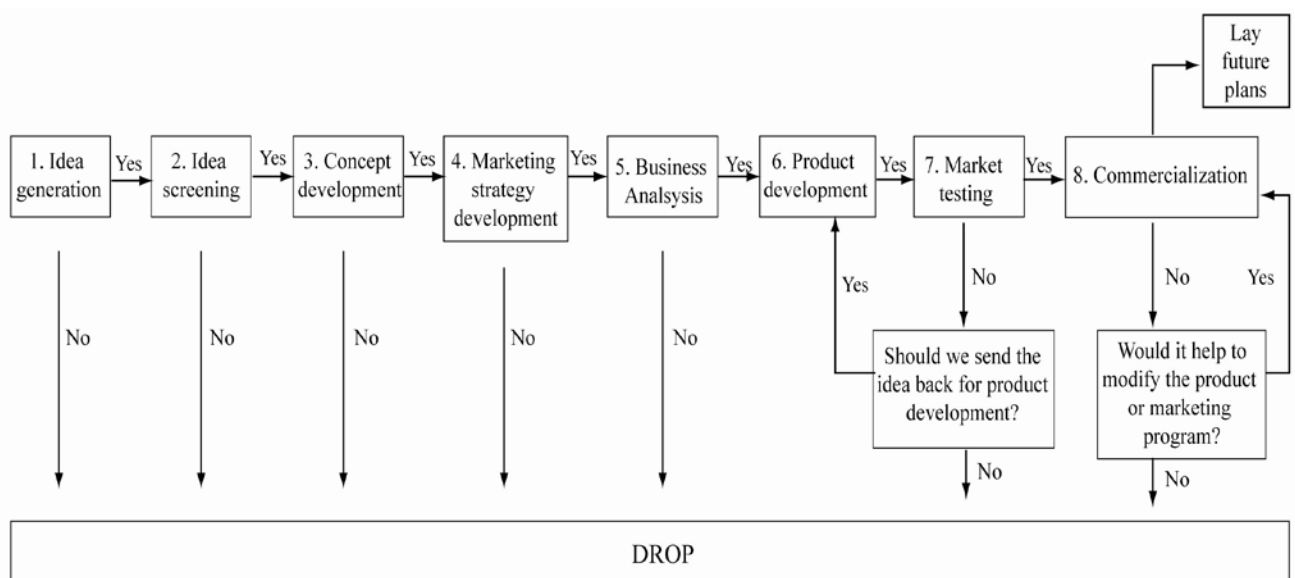 Lay
future
plans
1. Idea
generation
Yes
2. Idea
screening
Yes
3. Concept
development
Yes
4. Marketing
strategy
development
Yes
5. Business
Analsysis
Yes
6. Product
development
Yes
7. Market
testing
Yes
8. Commercialization
No
No
No
No
No
Yes
No
No
Yes
Should we send the
idea back for product
development?
Would it help to
modify the product
or marketing
program?
No
No
DROP